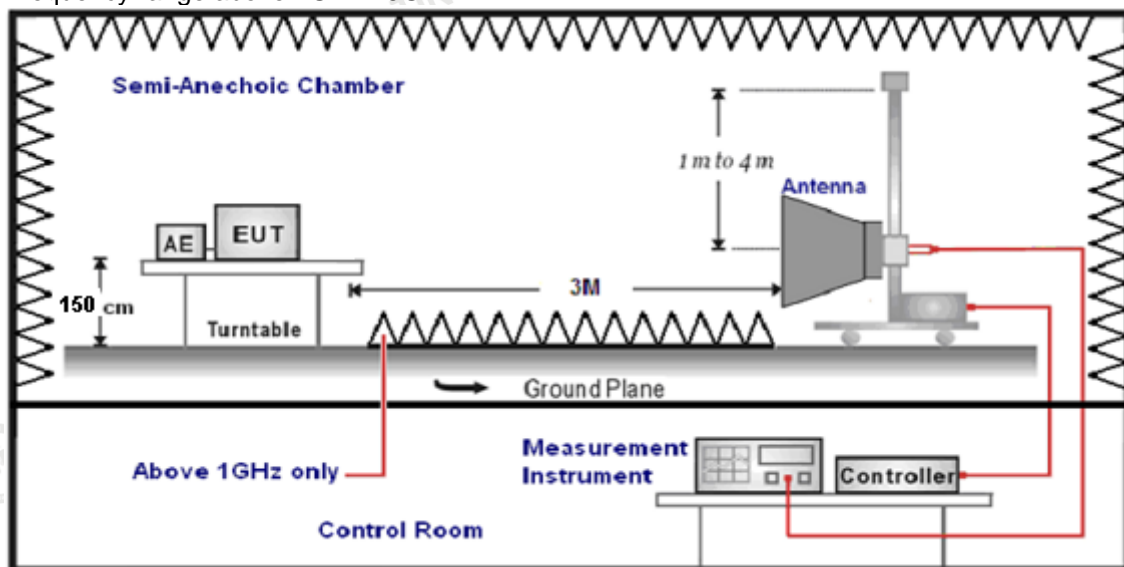 Semi-Anechoic Chamber
1 m to 4 m
Antenna
AE
EUT
150 cm
3M
Turntable
Ground Plane
Above 1GHz only
Measurement
Instrument
Controller
Control Room